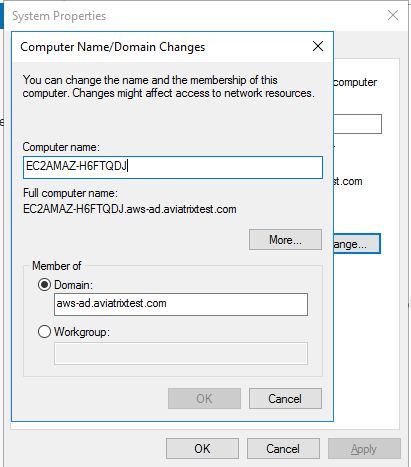 System Properties
Computer Name/Domain Changes
You can change the name and the membership of this
computer. Changes might affect access to network resources.
computer
Computer name:
EC2AMAZ-H6FTQDJ
Full computer name:
EC2AMAZ-H6FTQDJ.aws-ad.aviatrixtest.com
st.com
More...
ange...
Member of
Domain:
aws-ad.aviatrixtest.com
Workgroup:
OK Cancel
OK Cancel Apply